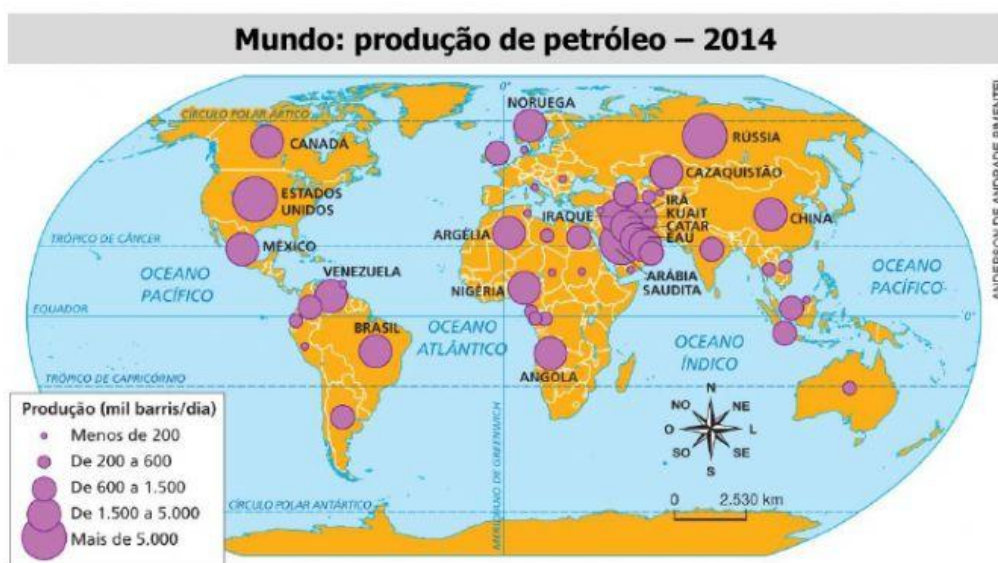 Mundo: produção de petróleo – 2014
ANDERSON DE ANDRADE PIMENTEL
0°
CÍRCULO POLAR ÁRTICO
NORUEGA
CANADÁ
RÚSSIA
CAZAQUISTÃO
ESTADOS
UNIDOS
IRÃ
KUAIT
CATAR
EAU
IRAQUE
ARGÉLIA
CHINA
TRÓPICO DE CÂNCER
MÉXICO
OCEANO
PACÍFICO
VENEZUELA
NIGÉRIA
ARÁBIA
SAUDITA
OCEANO
PACÍFICO
EQUADOR
0°
BRASIL
OCEANO
ATLÂNTICO
OCEANO
ÍNDICO
ANGOLA
TRÓPICO DE CAPRICÓRNIO
MERIDIANO DE GREENWICH
N
NO
NE
O
L
SO
SE
S
0 2.530 km
CÍRCULO POLAR ANTÁRTICO
Produção (mil barris/dia)
Menos de 200
De 200 a 600
De 600 a 1.500
De 1.500 a 5.000
Mais de 5.000